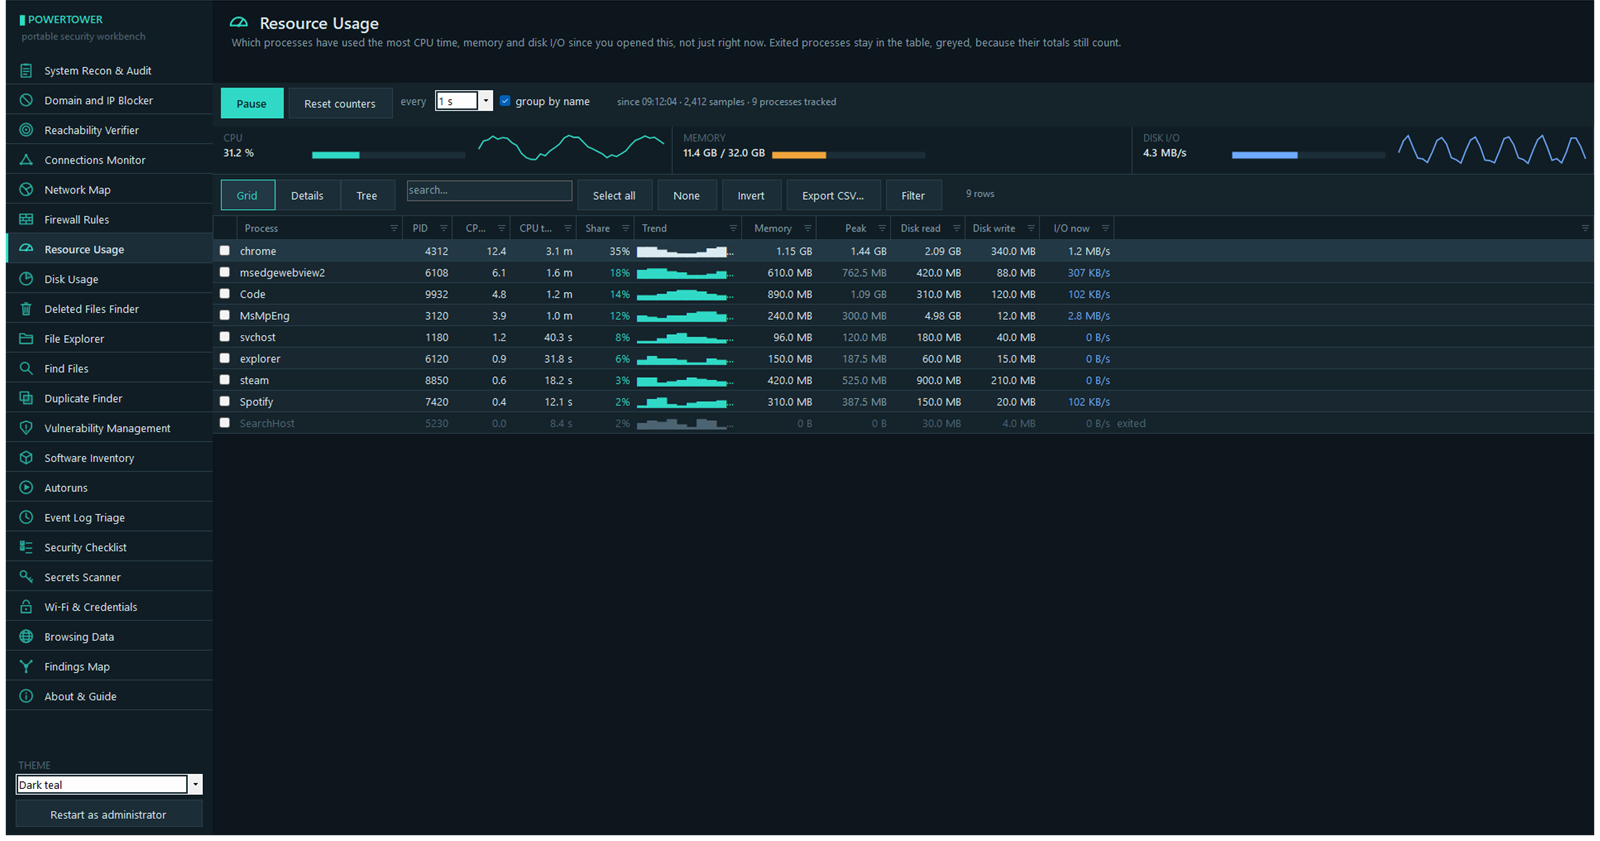 POWERTOWER
portable security workbench
System Recon & Audit
Domain and IP Blocker
Reachability Verifier
Connections Monitor
Network Map
Firewall Rules
Resource Usage
Disk Usage
Deleted Files Finder
File Explorer
Find Files
Duplicate Finder
Vulnerability Management
Software Inventory
Autoruns
Event Log Triage
Security Checklist
Secrets Scanner
Wi-Fi & Credentials
Browsing Data
Findings Map
About & Guide
THEME
Dark teal
Restart as administrator
Resource Usage
Which processes have used the most CPU time, memory and disk I/O since you opened this, not just right now. Exited processes stay in the table, greyed, because their totals still count.
Pause Reset counters every 1 s group by name since 09:12:04 · 2,412 samples · 9 processes tracked
CPU
31.2 %
MEMORY
11.4 GB / 32.0 GB
DISK I/O
4.3 MB/s
Grid Details Tree search... Select all None Invert Export CSV... Filter 9 rows
Process PID CP... CPU t... Share Trend Memory Peak Disk read Disk write I/O now
chrome 4312 12.4 3.1 m 35% ... 1.15 GB 1.44 GB 2.09 GB 340.0 MB 1.2 MB/s
msedgewebview2 6108 6.1 1.6 m 18% ... 610.0 MB 762.5 MB 420.0 MB 88.0 MB 307 KB/s
Code 9932 4.8 1.2 m 14% ... 890.0 MB 1.09 GB 310.0 MB 120.0 MB 102 KB/s
MsMpEng 3120 3.9 1.0 m 12% ... 240.0 MB 300.0 MB 4.98 GB 12.0 MB 2.8 MB/s
svchost 1180 1.2 40.3 s 8% ... 96.0 MB 120.0 MB 180.0 MB 40.0 MB 0 B/s
explorer 6120 0.9 31.8 s 6% ... 150.0 MB 187.5 MB 60.0 MB 15.0 MB 0 B/s
steam 8850 0.6 18.2 s 3% ... 420.0 MB 525.0 MB 900.0 MB 210.0 MB 0 B/s
Spotify 7420 0.4 12.1 s 2% ... 310.0 MB 387.5 MB 150.0 MB 20.0 MB 102 KB/s
SearchHost 5230 0.0 8.4 s 2% ... 0 B 0 B 30.0 MB 4.0 MB 0 B/s exited